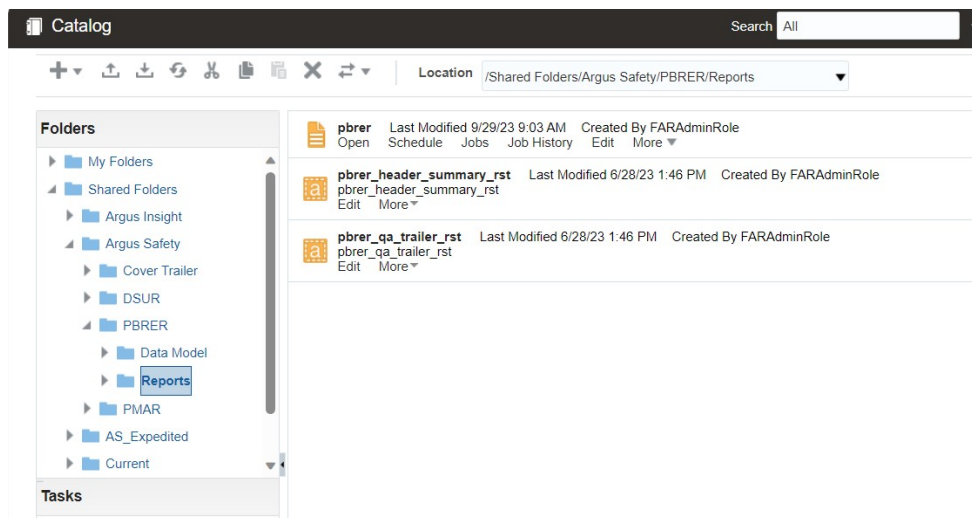 Catalog
Search All
Location /Shared Folders/Argus Safety/PBRER/Reports
Folders
My Folders
Shared Folders
Argus Insight
Argus Safety
Cover Trailer
DSUR
PBRER
Data Model
Reports
PMAR
AS_Expedited
Current
Tasks
pbrer Last Modified 9/29/23 9:03 AM Created By FARAdminRole
Open Schedule Jobs Job History Edit More
pbrer_header_summary_rst Last Modified 6/28/23 1:46 PM Created By FARAdminRole
pbrer_header_summary_rst
Edit More
pbrer_qa_trailer_rst Last Modified 6/28/23 1:46 PM Created By FARAdminRole
pbrer_qa_trailer_rst
Edit More